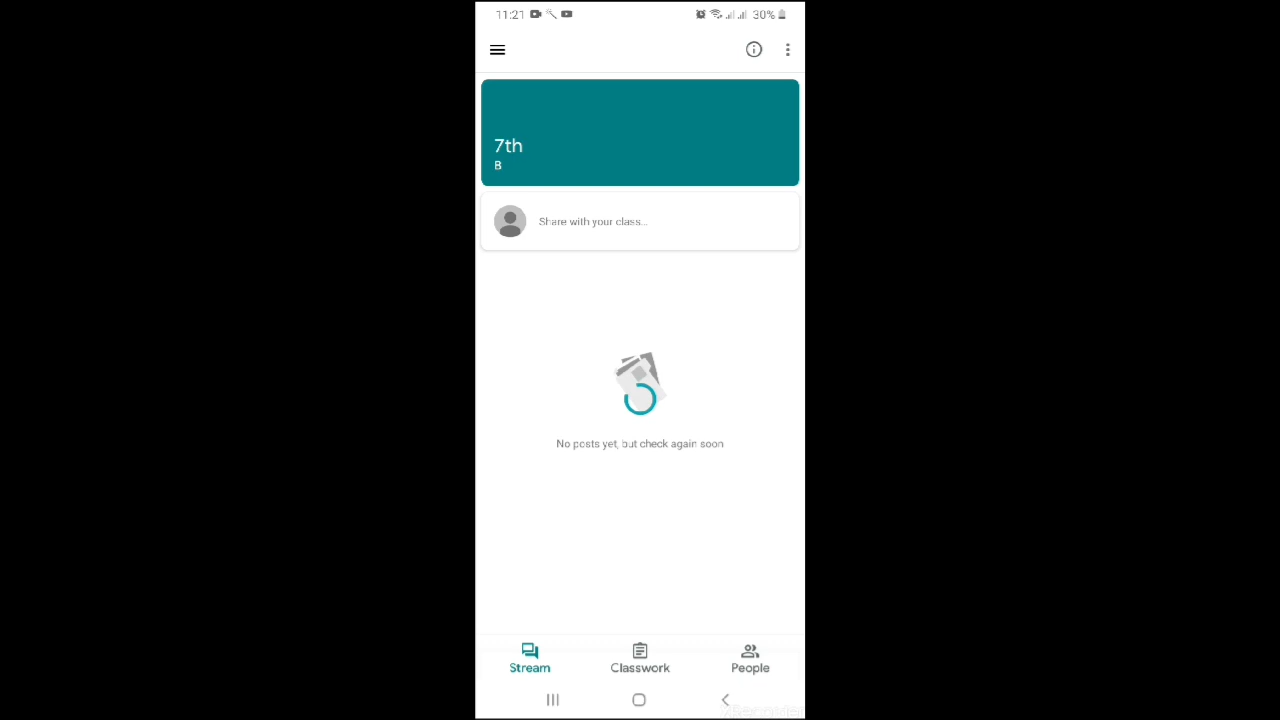 11:21 30%
7th
B
Share with your class...
No posts yet, but check again soon
Stream Classwork People